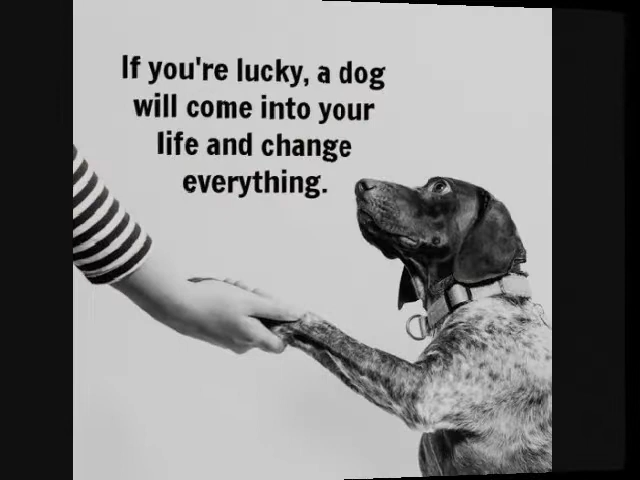 If you're lucky, a dog
will come into your
life and change
everything.